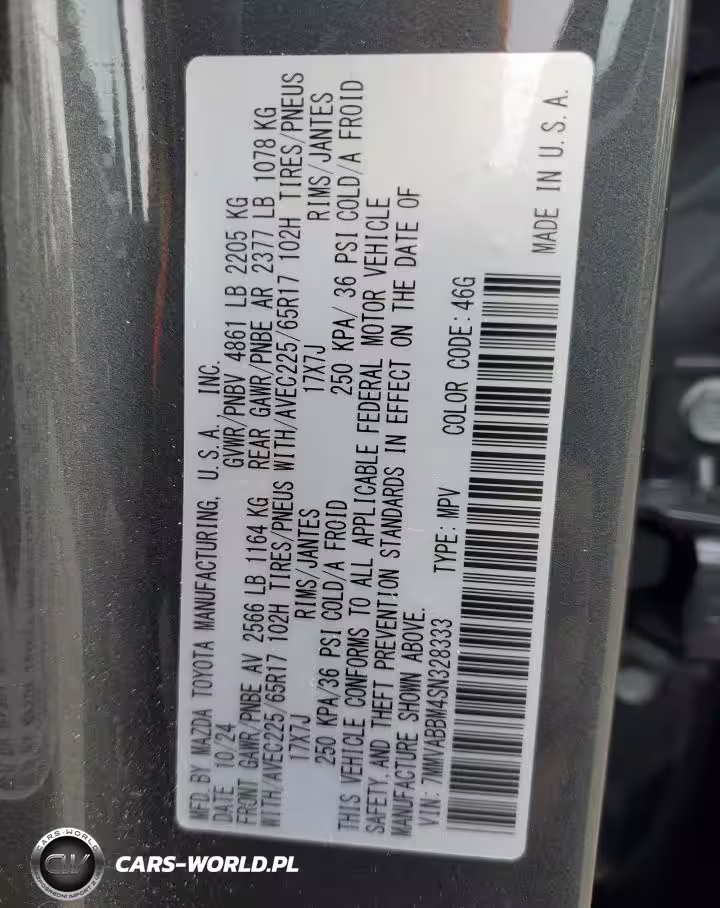 MFD.BY MAZDA TOYOTA MANUFACTURING, U.S.A., INC.
DATE 10/24 GVWR/PNBV 4861 LB 2205 KG
FRONT GAWR/PNBE AV 2566 LB 1164 KG REAR GAWR/PNBE AR 2377 LB 1078 KG
WITH/AVEC225/65R17 102H TIRES/PNEUS WITH/AVEC225/65R17 102H TIRES/PNEUS
17X7J RIMS/JANTES 17X7J RIMS/JANTES
250 KPA/36 PSI COLD/A FROID 250 KPA/ 36 PSI COLD/A FROID
THIS VEHICLE CONFORMS TO ALL APPLICABLE FEDERAL MOTOR VEHICLE
SAFETY,AND THEFT PREVENTION STANDARDS IN EFFECT ON THE DATE OF
MANUFACTURE SHOWN ABOVE.
VIN: 7MMVABBW4SN328333 TYPE: MPV COLOR CODE: 46G
MADE IN U.S.A.
CARS-WORLD
CW
CARS-WORLD.PL